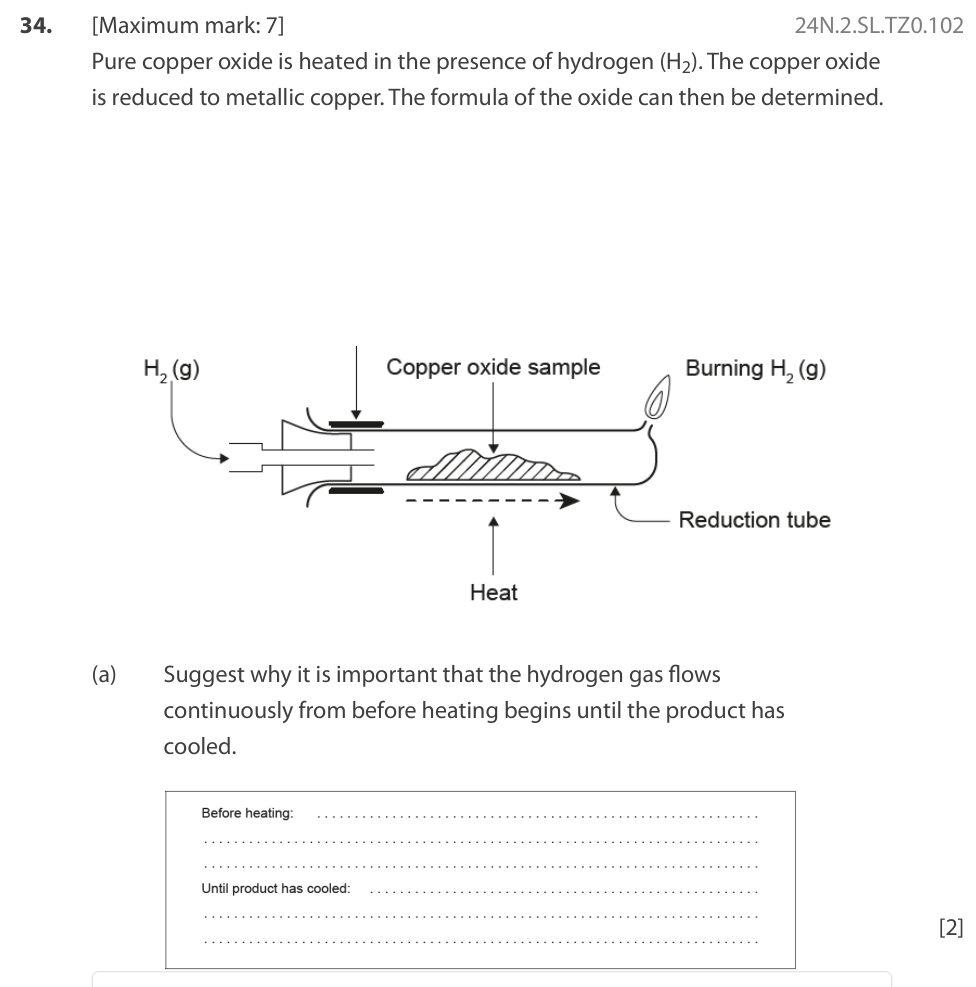 34. [Maximum mark: 7] 24N.2.SL.TZ0.102
Pure copper oxide is heated in the presence of hydrogen (H₂). The copper oxide
is reduced to metallic copper. The formula of the oxide can then be determined.
H₂ (g) Copper oxide sample Burning H₂ (g)
Reduction tube
Heat
(a) Suggest why it is important that the hydrogen gas flows
continuously from before heating begins until the product has
cooled.
Before heating:
Until product has cooled:
[2]